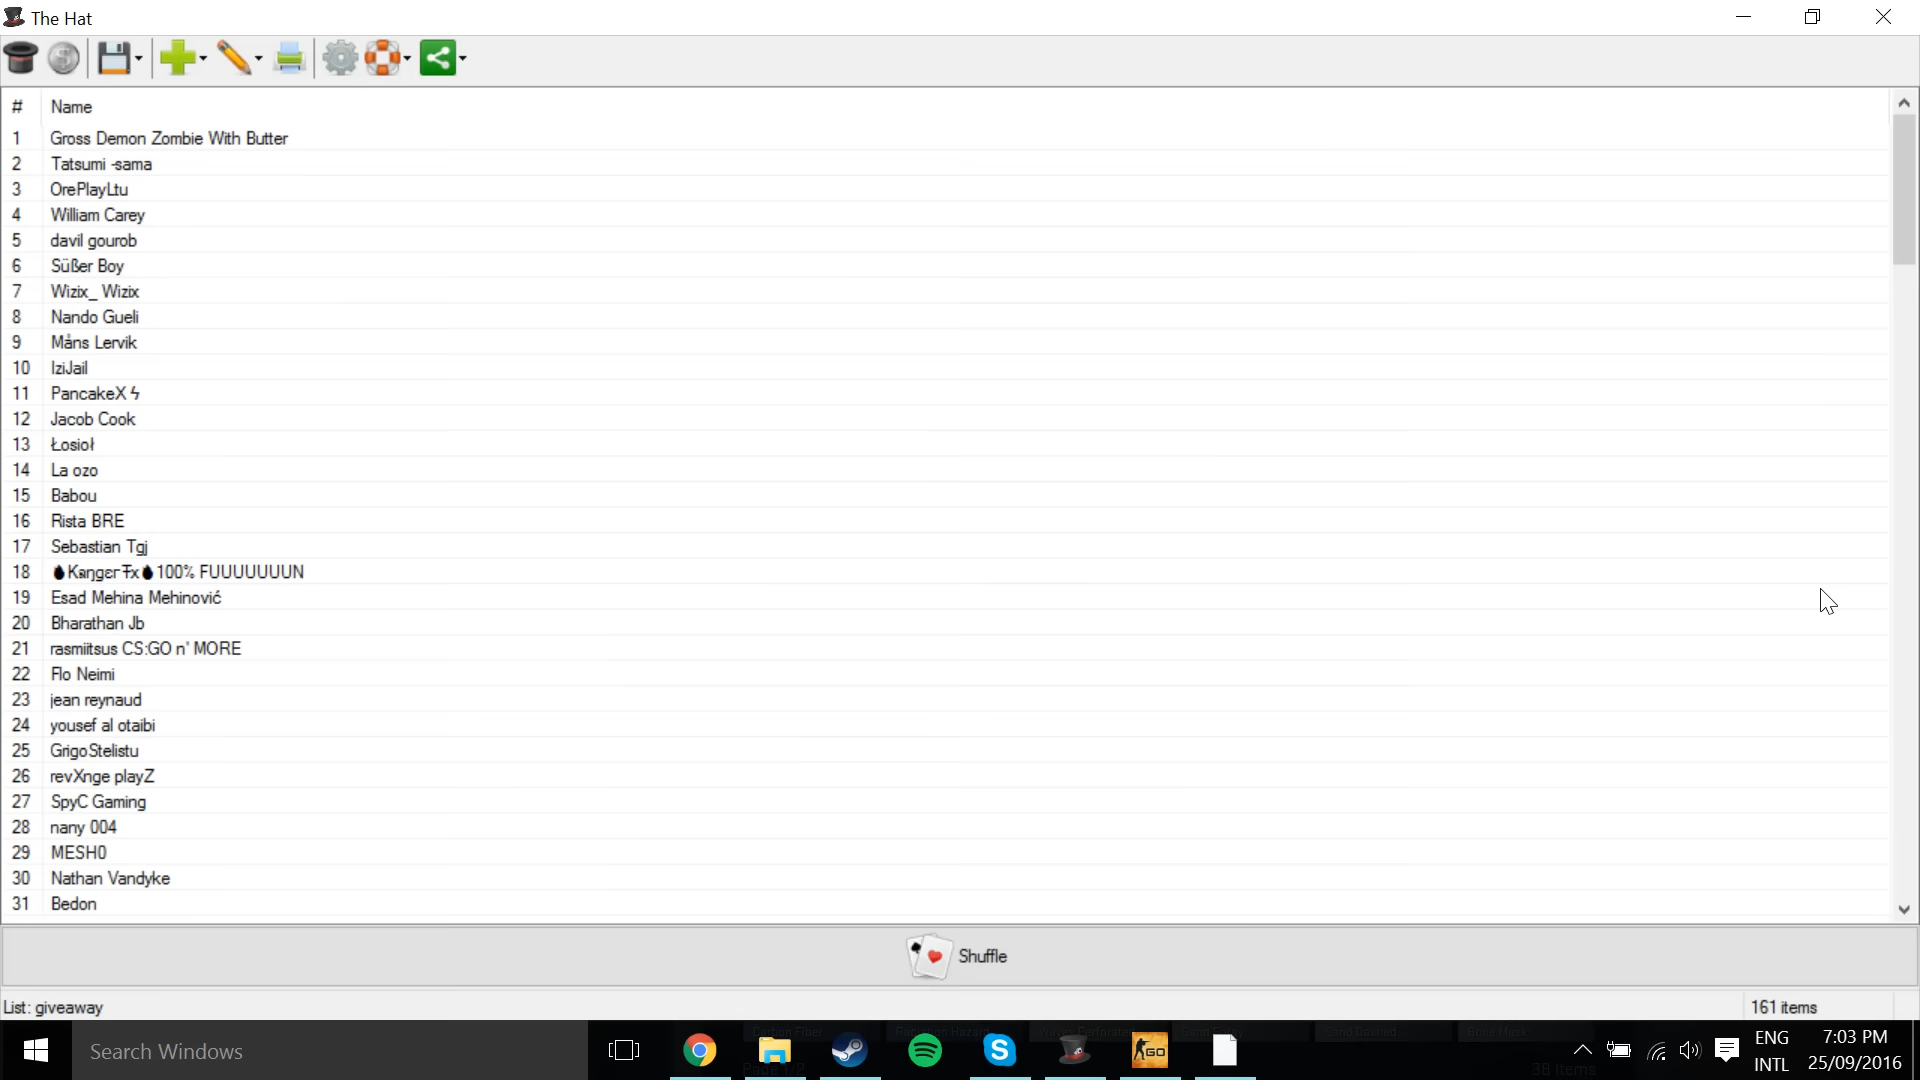 The Hat
# Name
1 Gross Demon Zombie With Butter
2 Tatsumi -sama
3 OrePlayLtu
4 William Carey
5 davil gourob
6 Süßer Boy
7 Wizix_ Wizix
8 Nando Gueli
9 Måns Lervik
10 IziJail
11 PancakeX ϟ
12 Jacob Cook
13 Łosioł
14 La ozo
15 Babou
16 Rista BRE
17 Sebastian Tgj
18 100% FUUUUUUUN
19 Esad Mehina Mehinović
20 Bharathan Jb
21 rasmiitsus CS:GO n' MORE
22 Flo Neimi
23 jean reynaud
24 yousef al otaibi
25 GrigoStelistu
26 revXnge playZ
27 SpyC Gaming
28 nany 004
29 MESH0
30 Nathan Vandyke
31 Bedon
Shuffle
List: giveaway
161 items
Search Windows
GO
ENG
INTL
7:03 PM
25/09/2016
38 Items